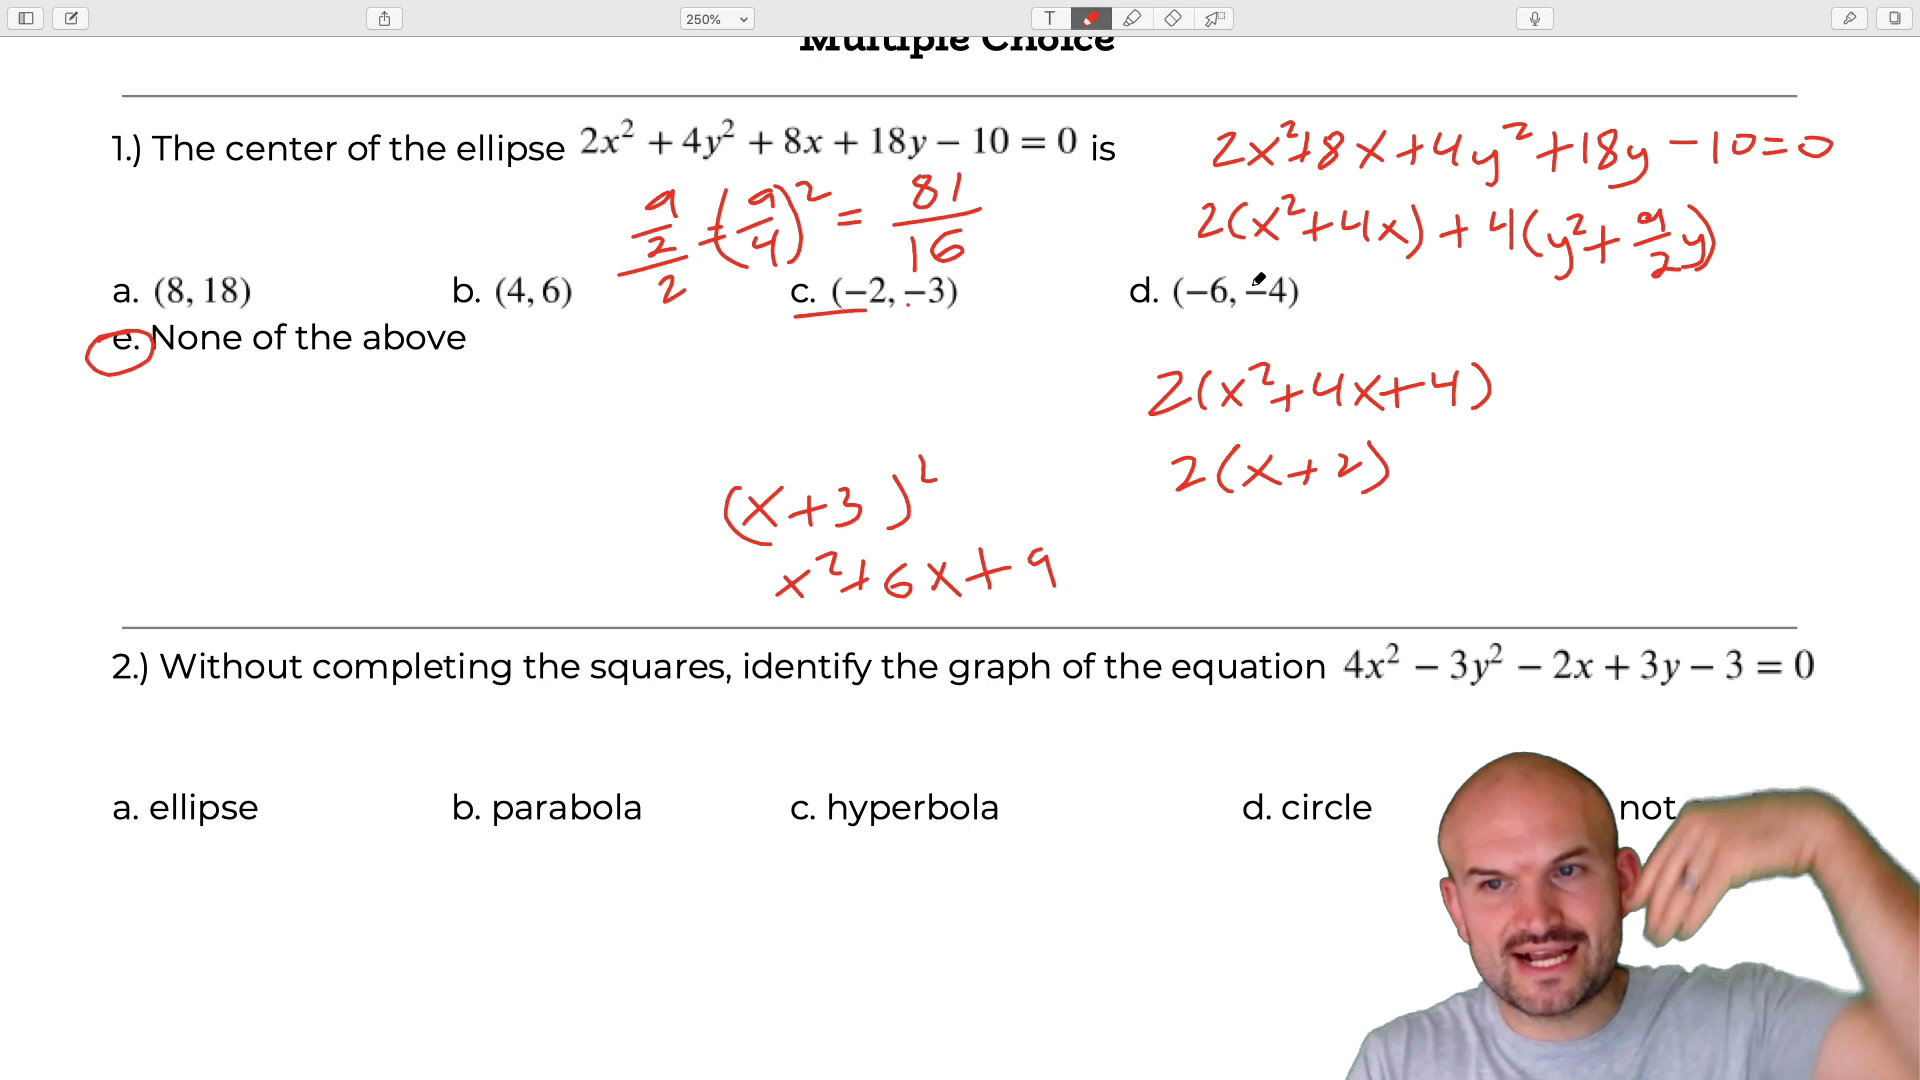 250%
T
Multiple Choice
1.) The center of the ellipse 2x² + 4y² + 8x + 18y − 10 = 0 is
2x²+8x+4y²+18y−10=0
9/2/2 = (9/4)² = 81/16
2(x²+4x)+4(y²+9/2y)
a. (8, 18) b. (4, 6) c. (−2, −3) d. (−6, −4)
e. None of the above
2(x²+4x+4)
2(x+2)
(x+3)²
x²+6x+9
2.) Without completing the squares, identify the graph of the equation 4x² − 3y² − 2x + 3y − 3 = 0
a. ellipse b. parabola c. hyperbola d. circle not